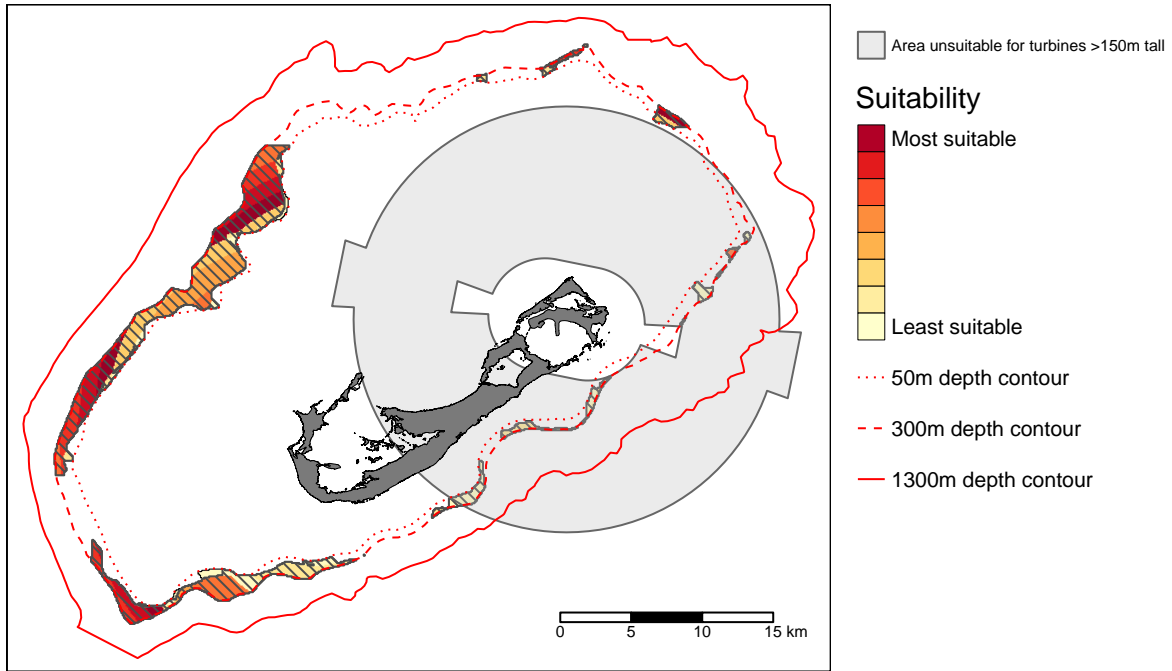 Area unsuitable for turbines >150m tall
Suitability
Most suitable
Least suitable
50m depth contour
300m depth contour
1300m depth contour
0 5 10 15 km